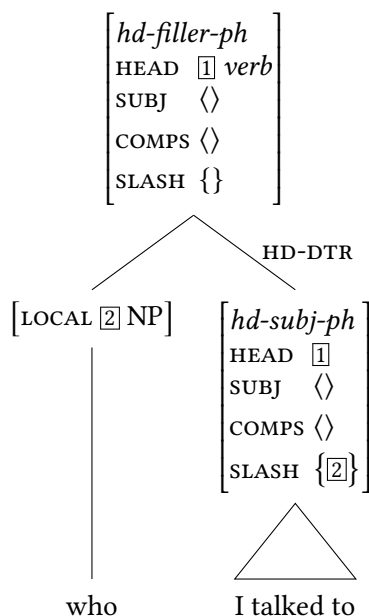 hd-filler-ph
HEAD 1 verb
SUBJ ⟨⟩
COMPS ⟨⟩
SLASH {}
HD-DTR
[LOCAL 2 NP]
hd-subj-ph
HEAD 1
SUBJ ⟨⟩
COMPS ⟨⟩
SLASH {2}
who
I talked to